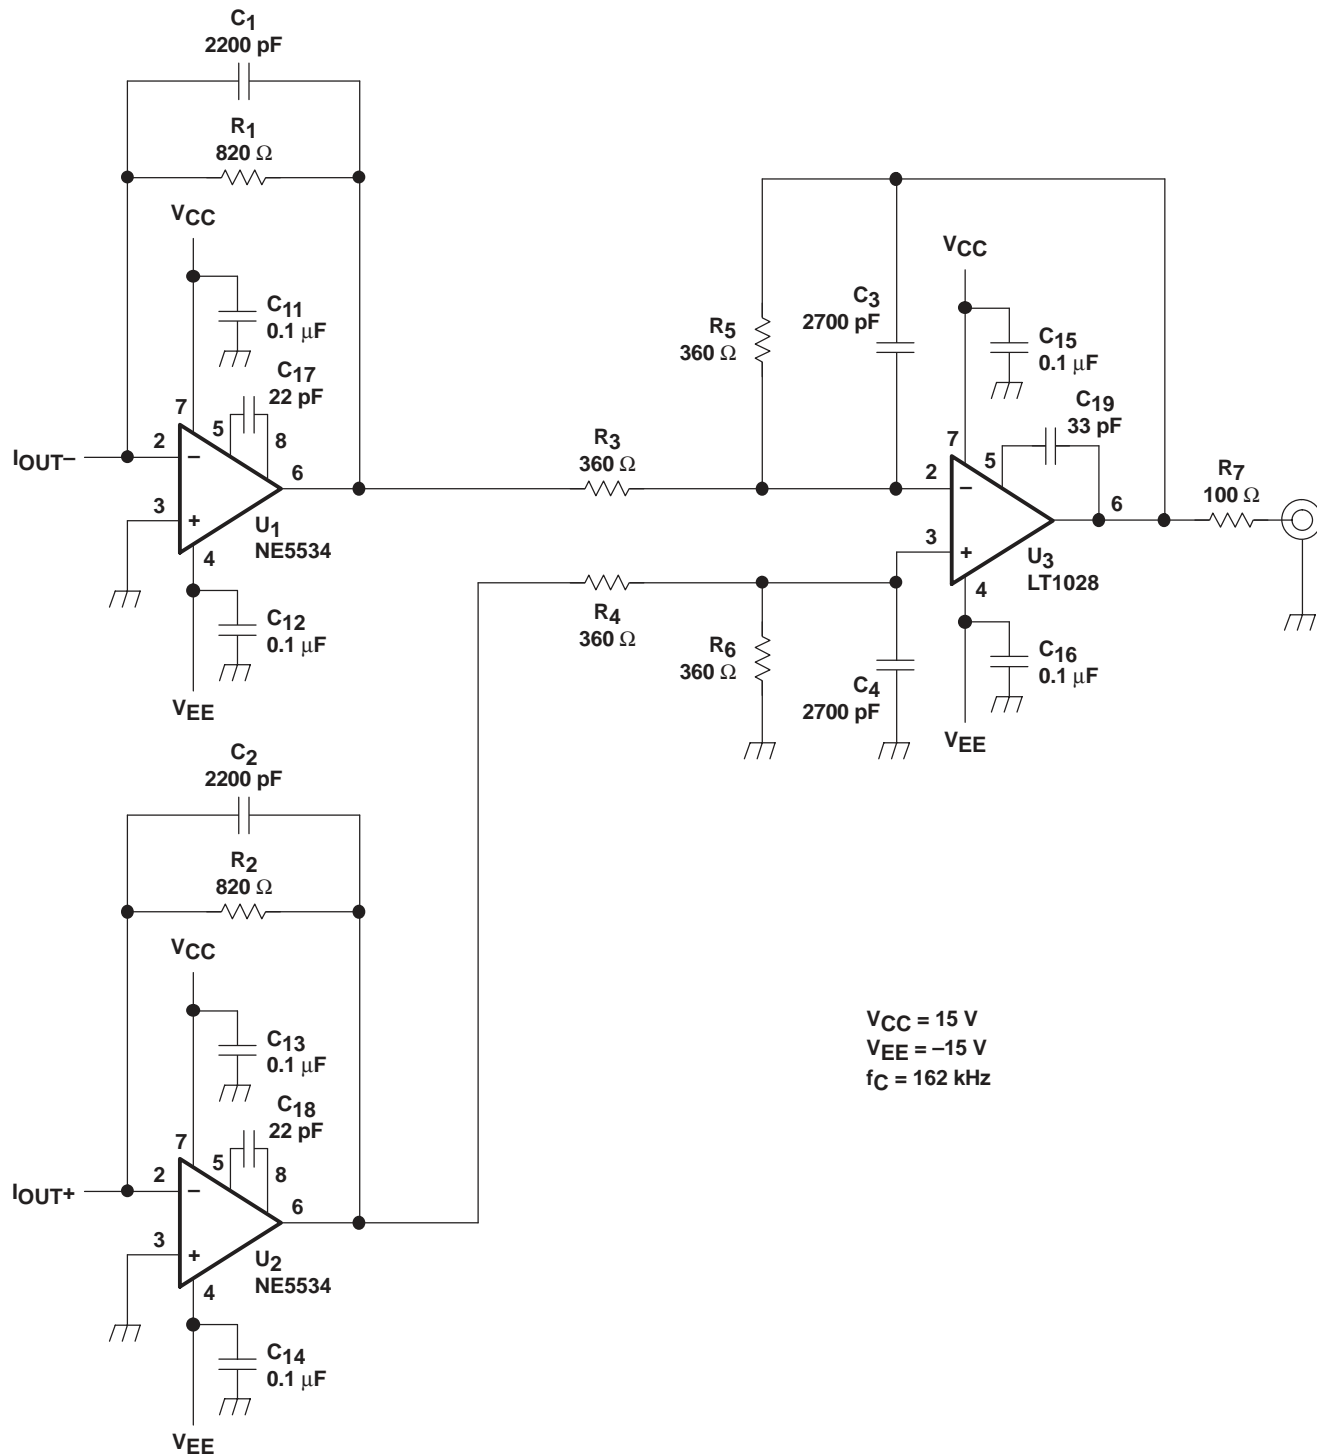 C1
2200 pF
R1
820 Ω
VCC
C11
0.1 μF
C17
22 pF
7
5
8
2
IOUT–
–
6
3
+
U1
NE5534
4
C12
0.1 μF
VEE
R3
360 Ω
R5
360 Ω
C3
2700 pF
VCC
C15
0.1 μF
C19
33 pF
7
5
2
–
6
R7
100 Ω
3
+
U3
LT1028
4
R4
360 Ω
R6
360 Ω
C4
2700 pF
C16
0.1 μF
VEE
C2
2200 pF
R2
820 Ω
VCC
C13
0.1 μF
C18
22 pF
7
5
8
2
IOUT+
–
6
3
+
U2
NE5534
4
C14
0.1 μF
VEE
VCC = 15 V
VEE = –15 V
fC = 162 kHz